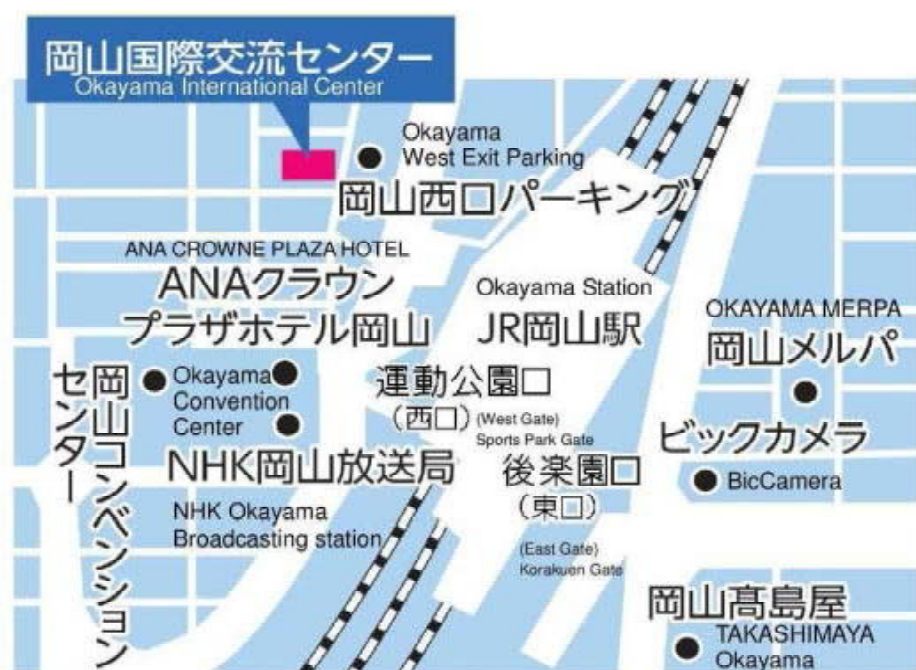 岡山国際交流センター
Okayama International Center
Okayama
West Exit Parking
岡山西口パーキング
ANA CROWNE PLAZA HOTEL
ANAクラウン
プラザホテル岡山
Okayama Station
JR岡山駅
OKAYAMA MERPA
岡山メルパ
岡山コンベンション
センター
Okayama
Convention
Center
運動公園口
(西口)
(West Gate)
Sports Park Gate
ビックカメラ
BicCamera
NHK岡山放送局
NHK Okayama
Broadcasting station
後楽園口
(東口)
(East Gate)
Korakuen Gate
岡山髙島屋
TAKASHIMAYA
Okayama